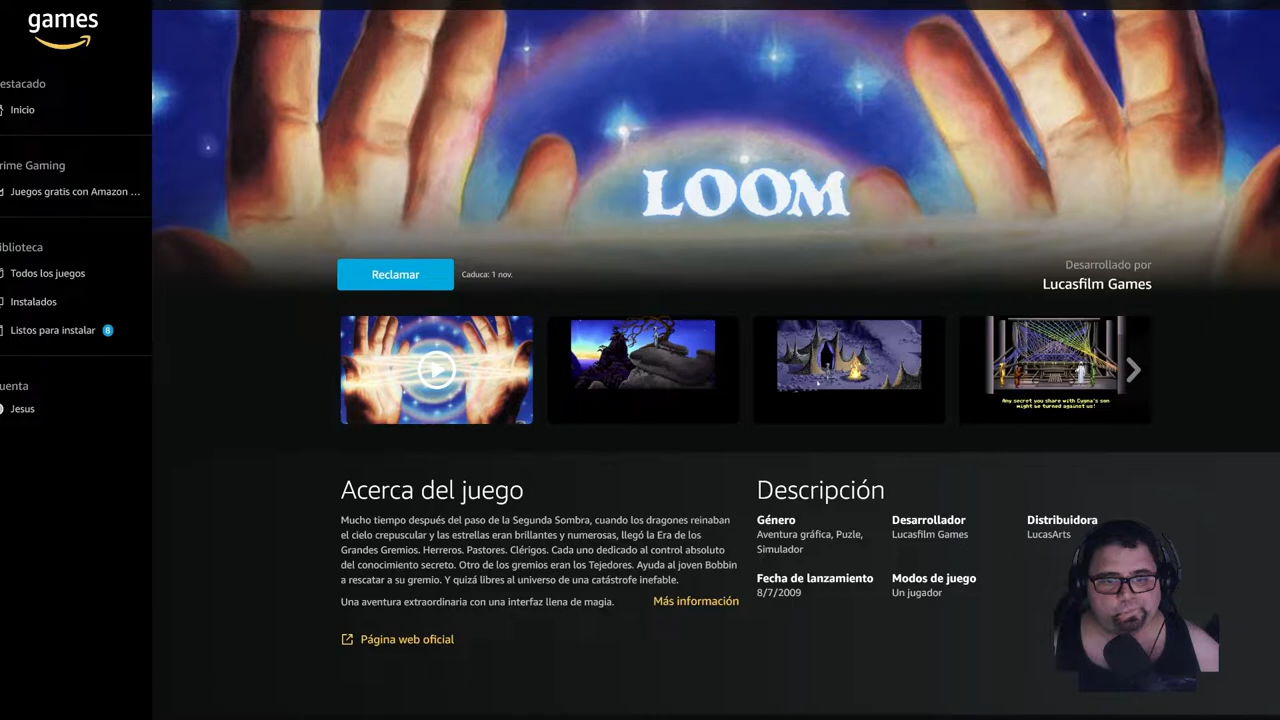 games
estacado
Inicio
rime Gaming
Juegos gratis con Amazon ...
iblioteca
Todos los juegos
Instalados
Listos para instalar 8
uenta
Jesus
LOOM
Reclamar
Caduca: 1 nov.
Desarrollado por
Lucasfilm Games
Any secret you share with Cygna's son
might be turned against us!
Acerca del juego
Mucho tiempo después del paso de la Segunda Sombra, cuando los dragones reinaban
el cielo crepuscular y las estrellas eran brillantes y numerosas, llegó la Era de los
Grandes Gremios. Herreros. Pastores. Clérigos. Cada uno dedicado al control absoluto
del conocimiento secreto. Otro de los gremios eran los Tejedores. Ayuda al joven Bobbin
a rescatar a su gremio. Y quizá libres al universo de una catástrofe inefable.
Una aventura extraordinaria con una interfaz llena de magia.
Más información
Página web oficial
Descripción
Género
Aventura gráfica, Puzle,
Simulador
Desarrollador
Lucasfilm Games
Distribuidora
LucasArts
Fecha de lanzamiento
8/7/2009
Modos de juego
Un jugador